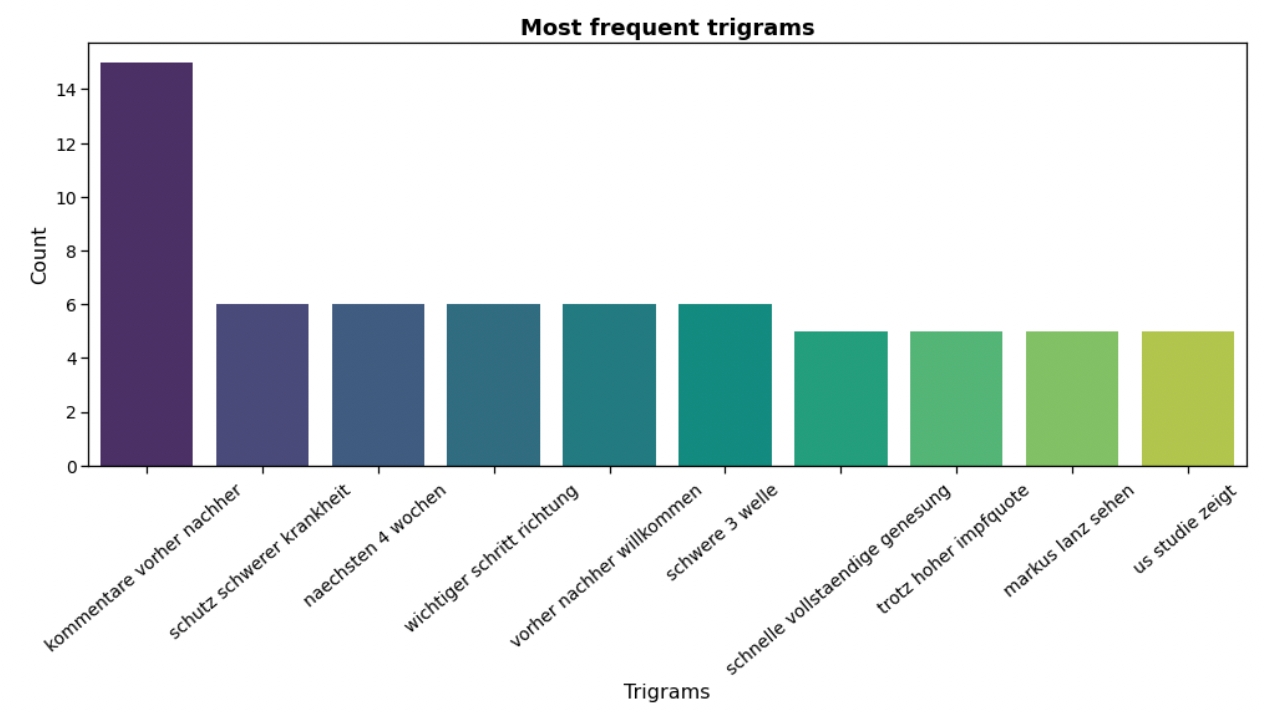 Most frequent trigrams
Count
14
12
10
8
6
4
2
0
kommentare vorher nachher
schutz schwerer krankheit
naechsten 4 wochen
wichtiger schritt richtung
vorher nachher willkommen
schwere 3 welle
schnelle vollstaendige genesung
trotz hoher impfquote
markus lanz sehen
us studie zeigt
Trigrams